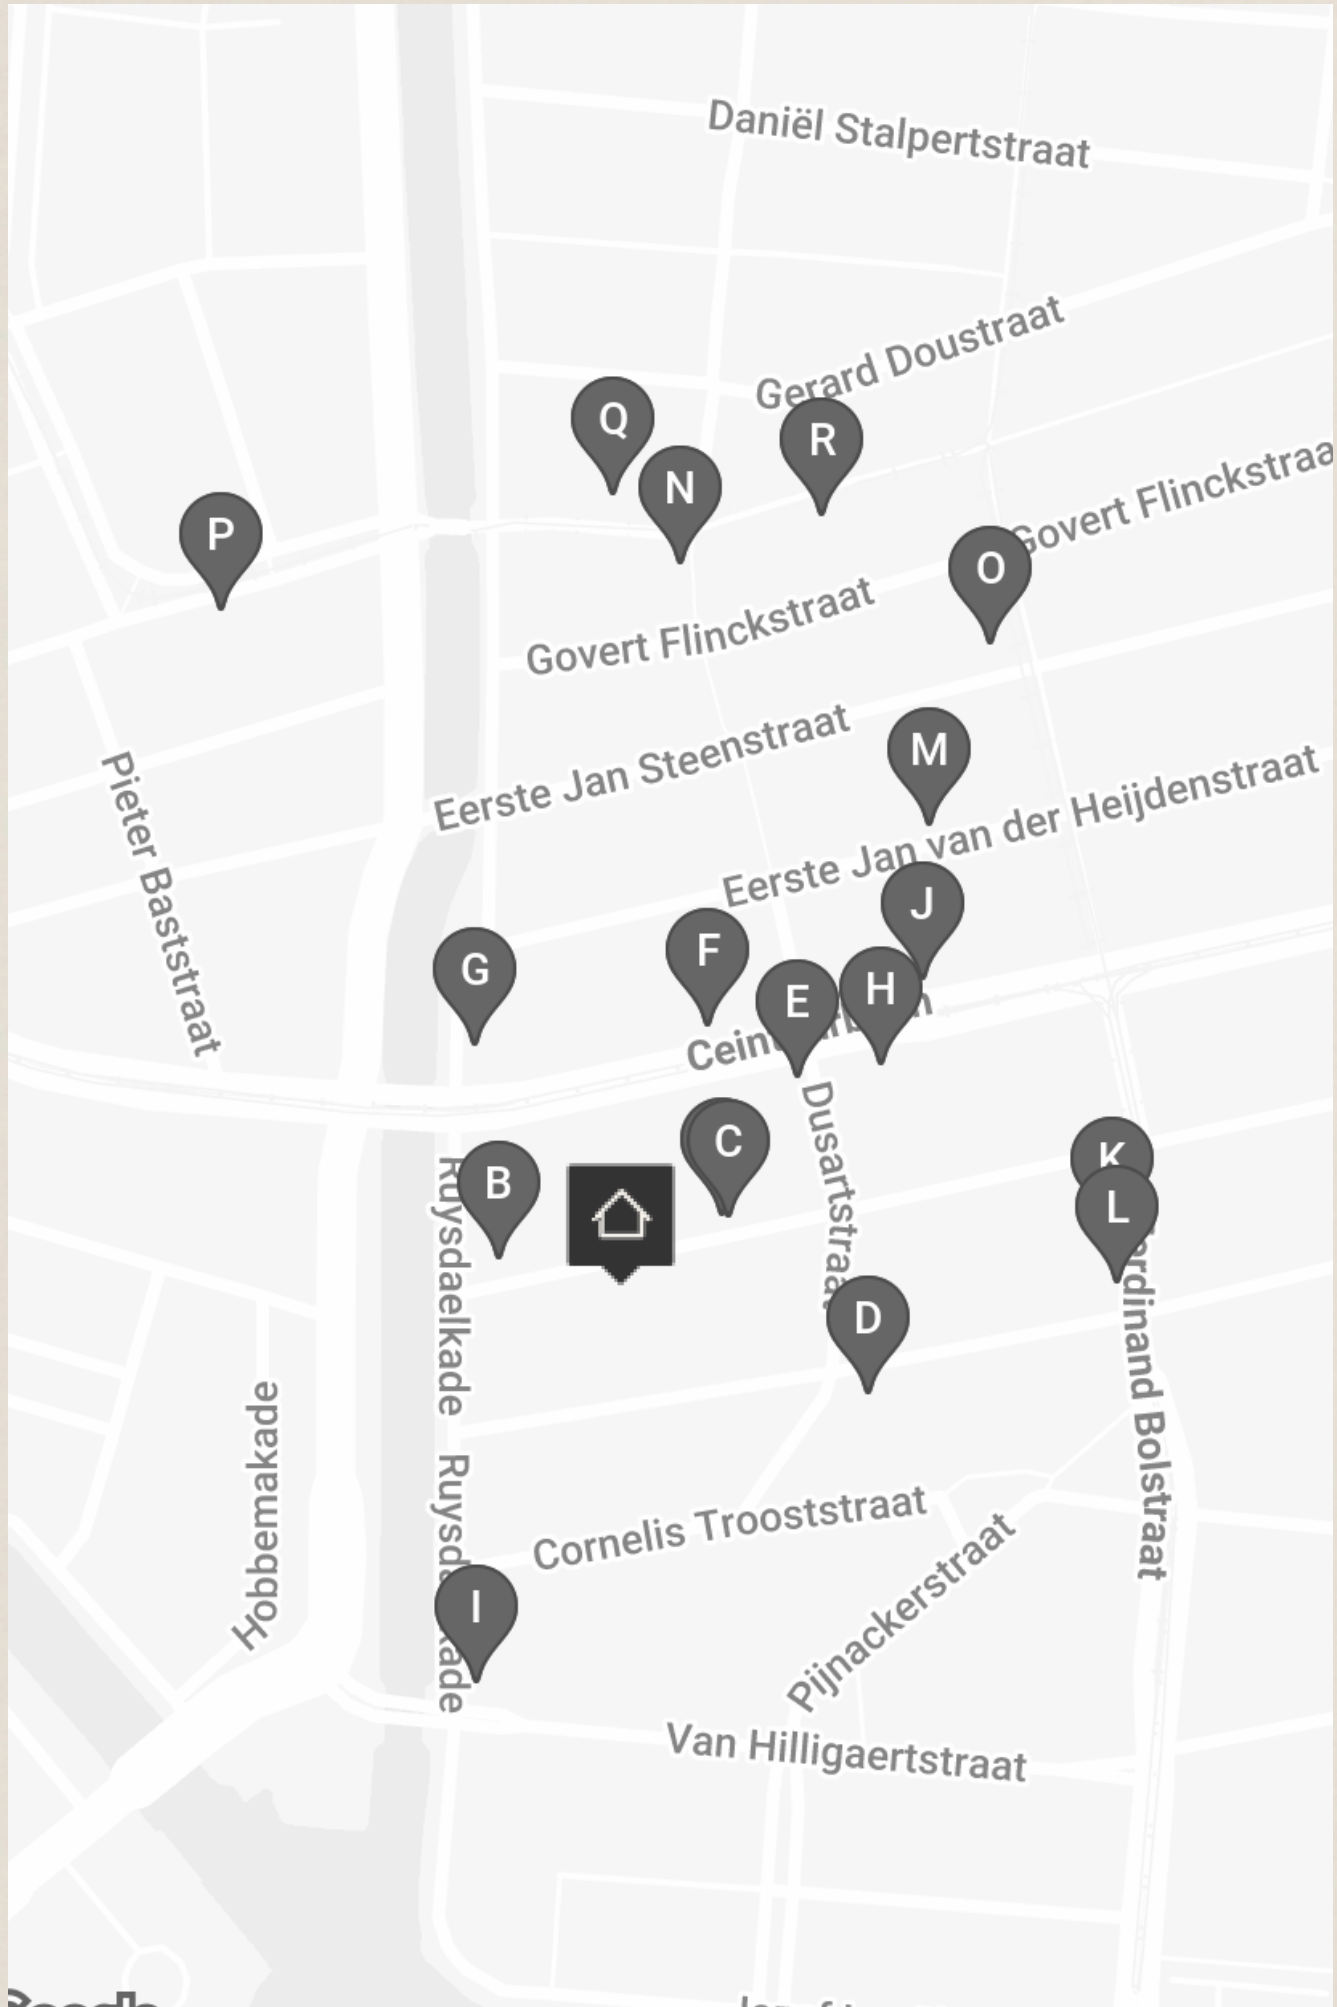 Daniël Stalpertstraat
Gerard Doustraat
Q
R
N
Govert Flinckstraa
P
O
Govert Flinckstraat
Eerste Jan Steenstraat
M
Eerste Jan van der Heijdenstraat
Pieter Baststraat
J
F
G
H
E
Dusartstraat
C
K
B
L
Ruysdaelkade
D
Ferdinand Bolstraat
Hobbemakade
Cornelis Trooststraat
Pijnackerstraat
I
Van Hilligaertstraat